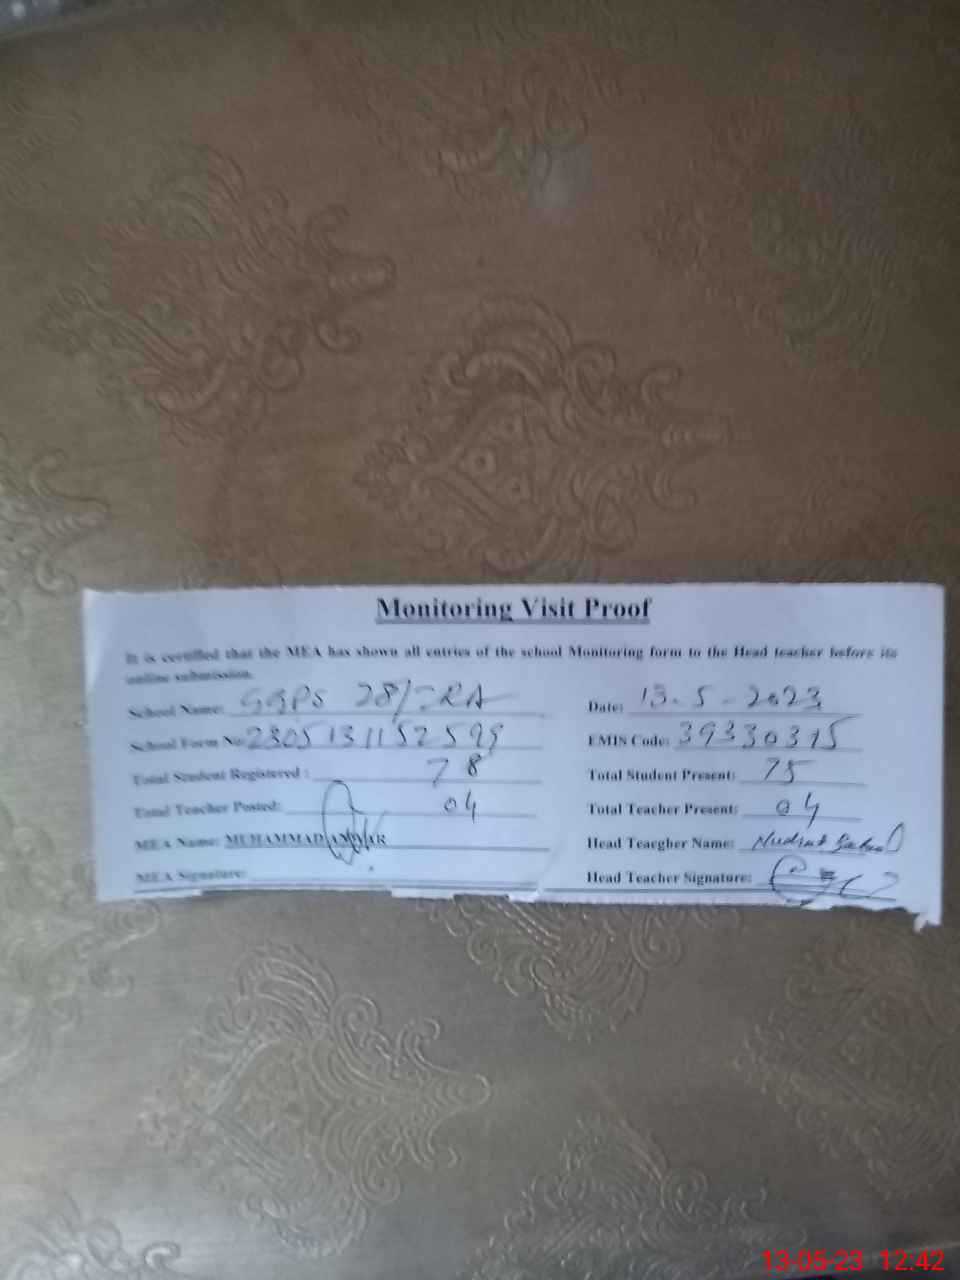 Monitoring Visit Proof
It is certified that the MEA has shown all entries of the school Monitoring form to the Head teacher before its
online submission.
School Name: GGPS 28/ Date: 13-5-2023
School Form No: 2305131152599 EMIS Code: 39330315
Total Student Registered: 78 Total Student Present: 75
Total Teacher Posted: 04 Total Teacher Present: 04
MEA Name: MUHAMMAD Head Teacgher Name:
MEA Signature: Head Teacher Signature:
13-05-23 12:42